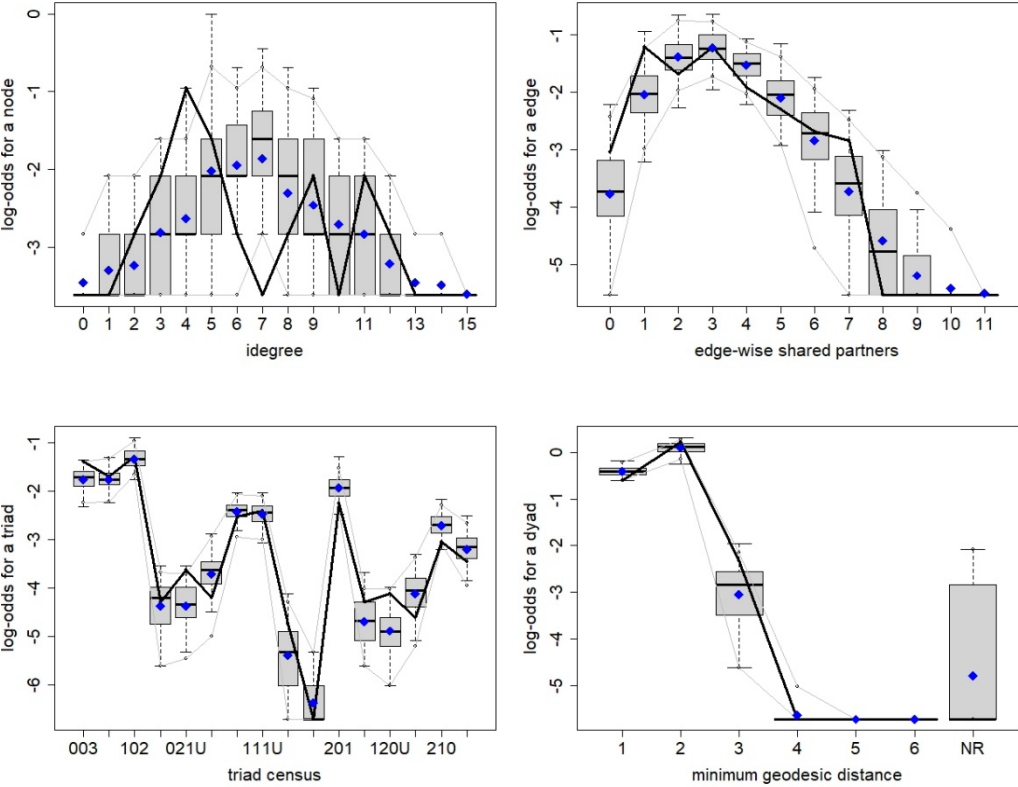 log-odds for a node
0
-1
-2
-3
0 1 2 3 4 5 6 7 8 9 11 13 15
idegree
log-odds for a edge
-1
-2
-3
-4
-5
0 1 2 3 4 5 6 7 8 9 10 11
edge-wise shared partners
log-odds for a triad
-1
-2
-3
-4
-5
-6
003 102 021U 111U 201 120U 210
triad census
log-odds for a dyad
0
-1
-2
-3
-4
-5
1 2 3 4 5 6 NR
minimum geodesic distance